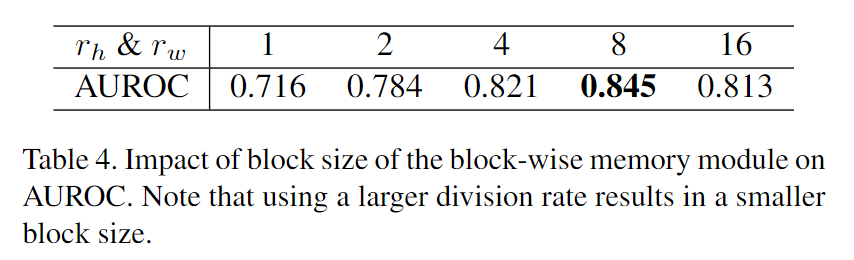 r_h & r_w 1 2 4 8 16
AUROC 0.716 0.784 0.821 0.845 0.813
Table 4. Impact of block size of the block-wise memory module on
AUROC. Note that using a larger division rate results in a smaller
block size.